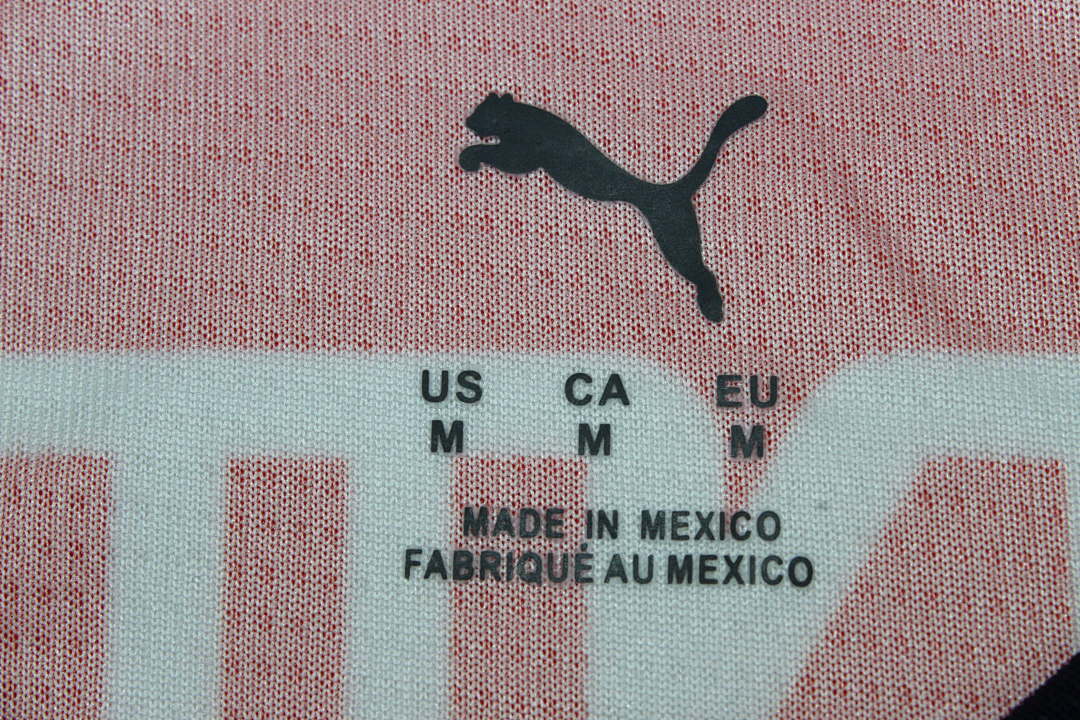 US CA EU
M M M
MADE IN MEXICO
FABRIQUÉ AU MEXICO